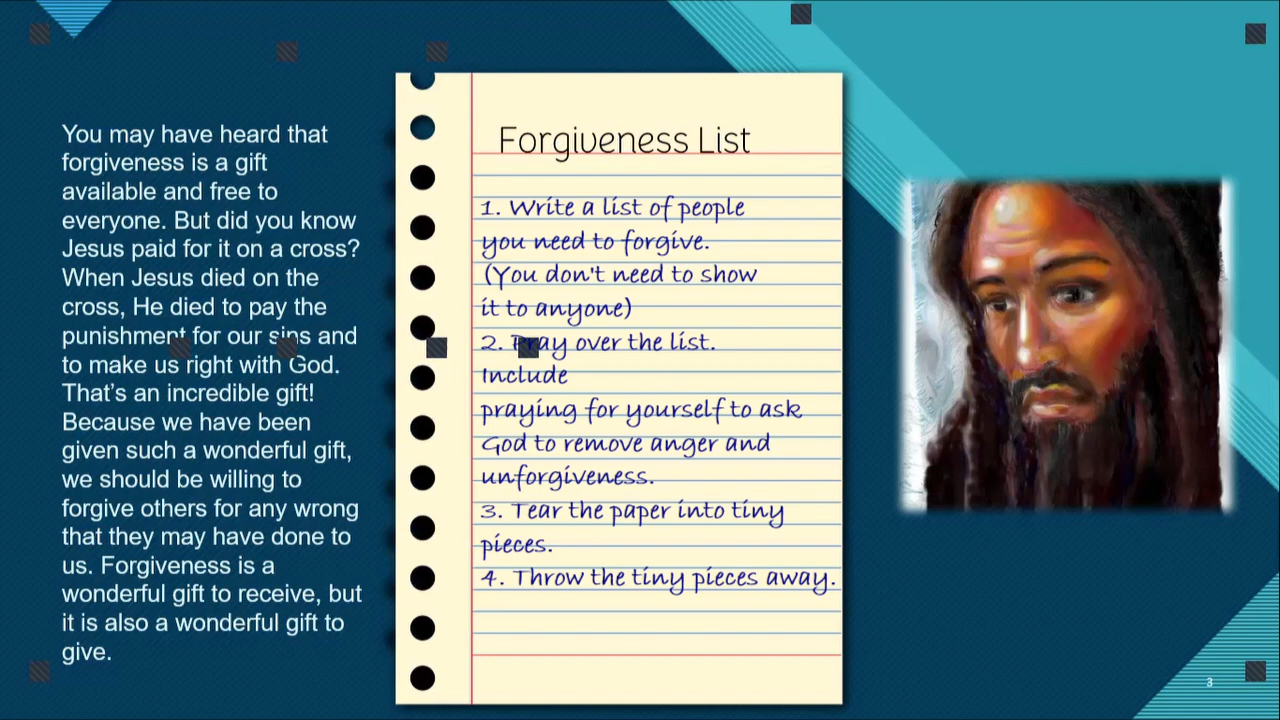 You may have heard that
forgiveness is a gift
available and free to
everyone. But did you know
Jesus paid for it on a cross?
When Jesus died on the
cross, He died to pay the
punishment for our sins and
to make us right with God.
That's an incredible gift!
Because we have been
given such a wonderful gift,
we should be willing to
forgive others for any wrong
that they may have done to
us. Forgiveness is a
wonderful gift to receive, but
it is also a wonderful gift to
give.
Forgiveness List
1. Write a list of people
you need to forgive.
(You don't need to show
it to anyone)
2. Pray over the list.
Include
praying for yourself to ask
God to remove anger and
unforgiveness.
3. Tear the paper into tiny
pieces.
4. Throw the tiny pieces away.
3